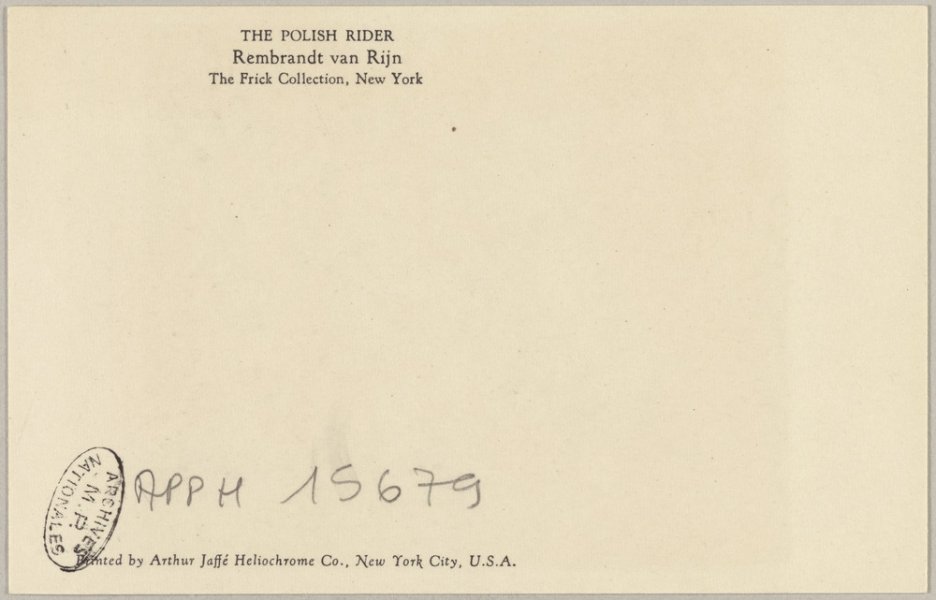 THE POLISH RIDER
Rembrandt van Rijn
The Frick Collection, New York
APPH 15679
ARCHIVES
M.P.
NATIONALES
Printed by Arthur Jaffé Heliochrome Co., New York City, U.S.A.